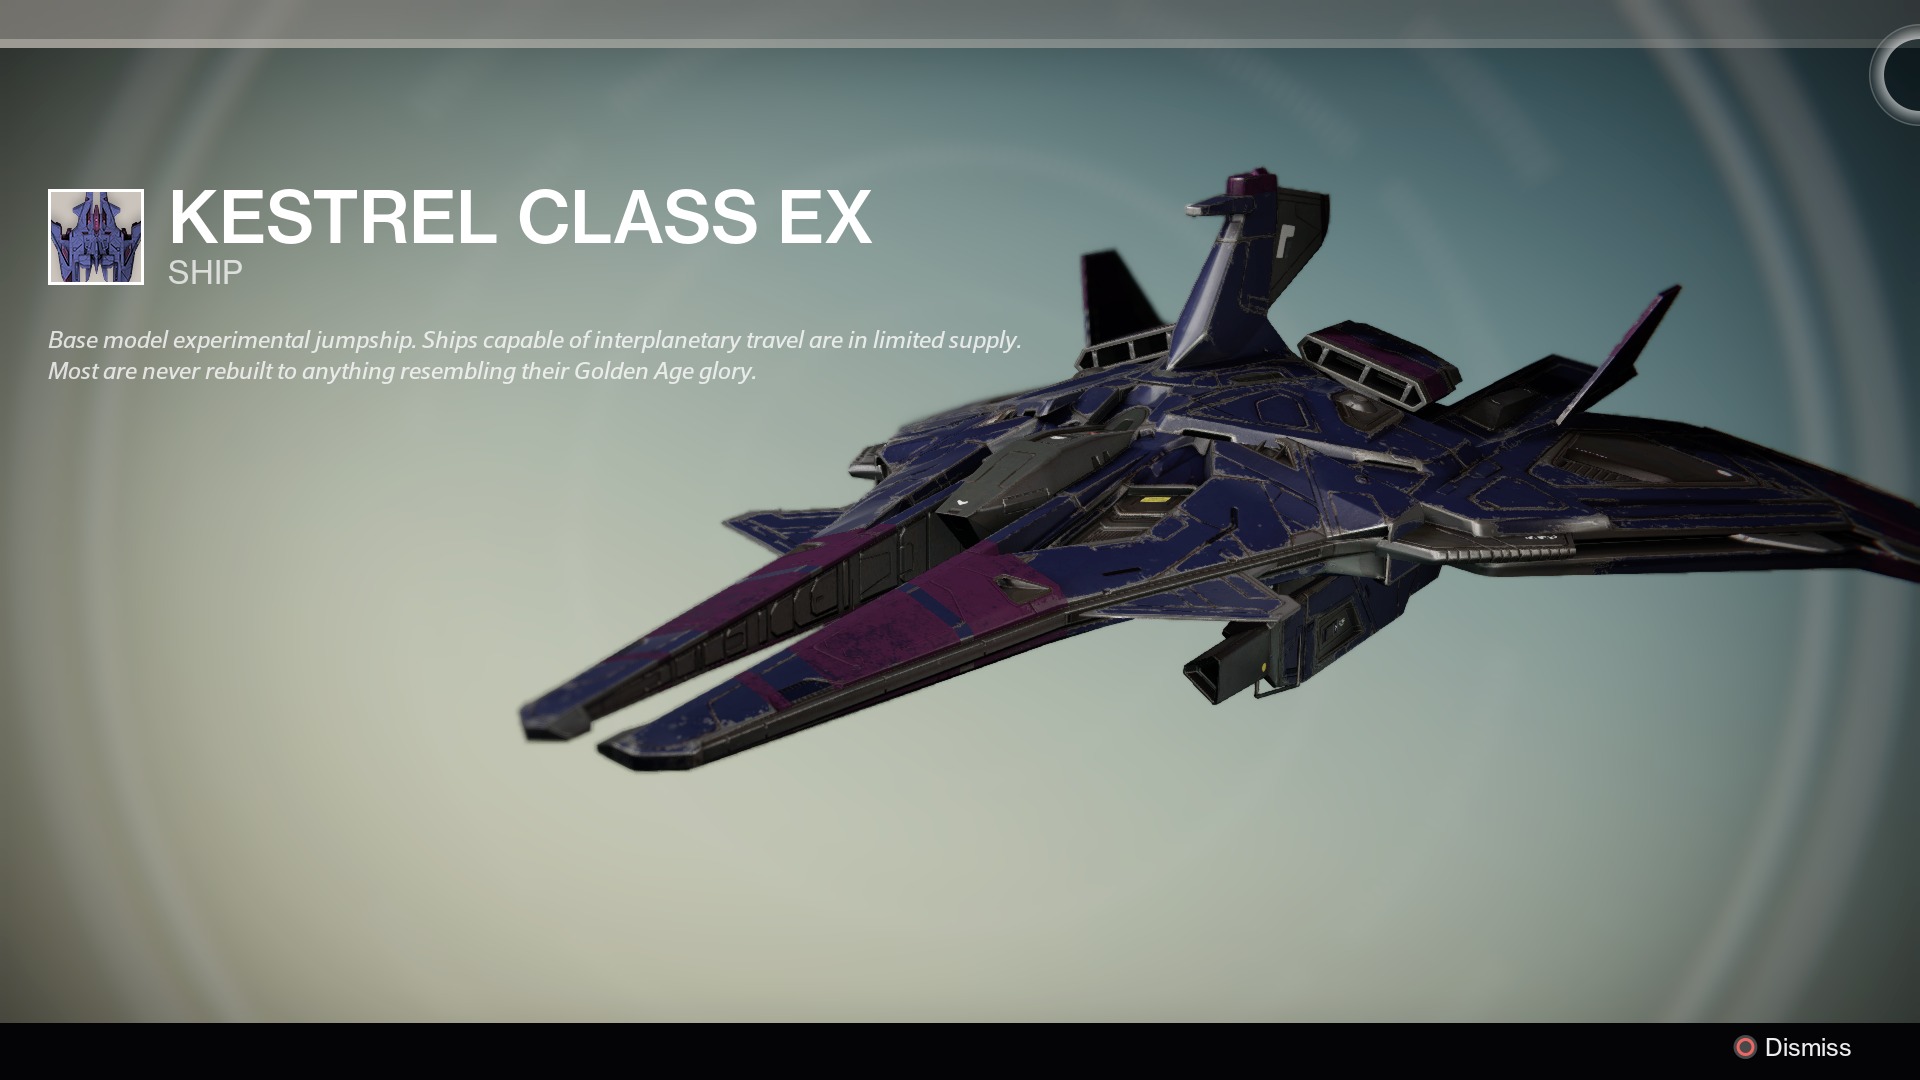 KESTREL CLASS EX
SHIP
Base model experimental jumpship. Ships capable of interplanetary travel are in limited supply.
Most are never rebuilt to anything resembling their Golden Age glory.
Dismiss